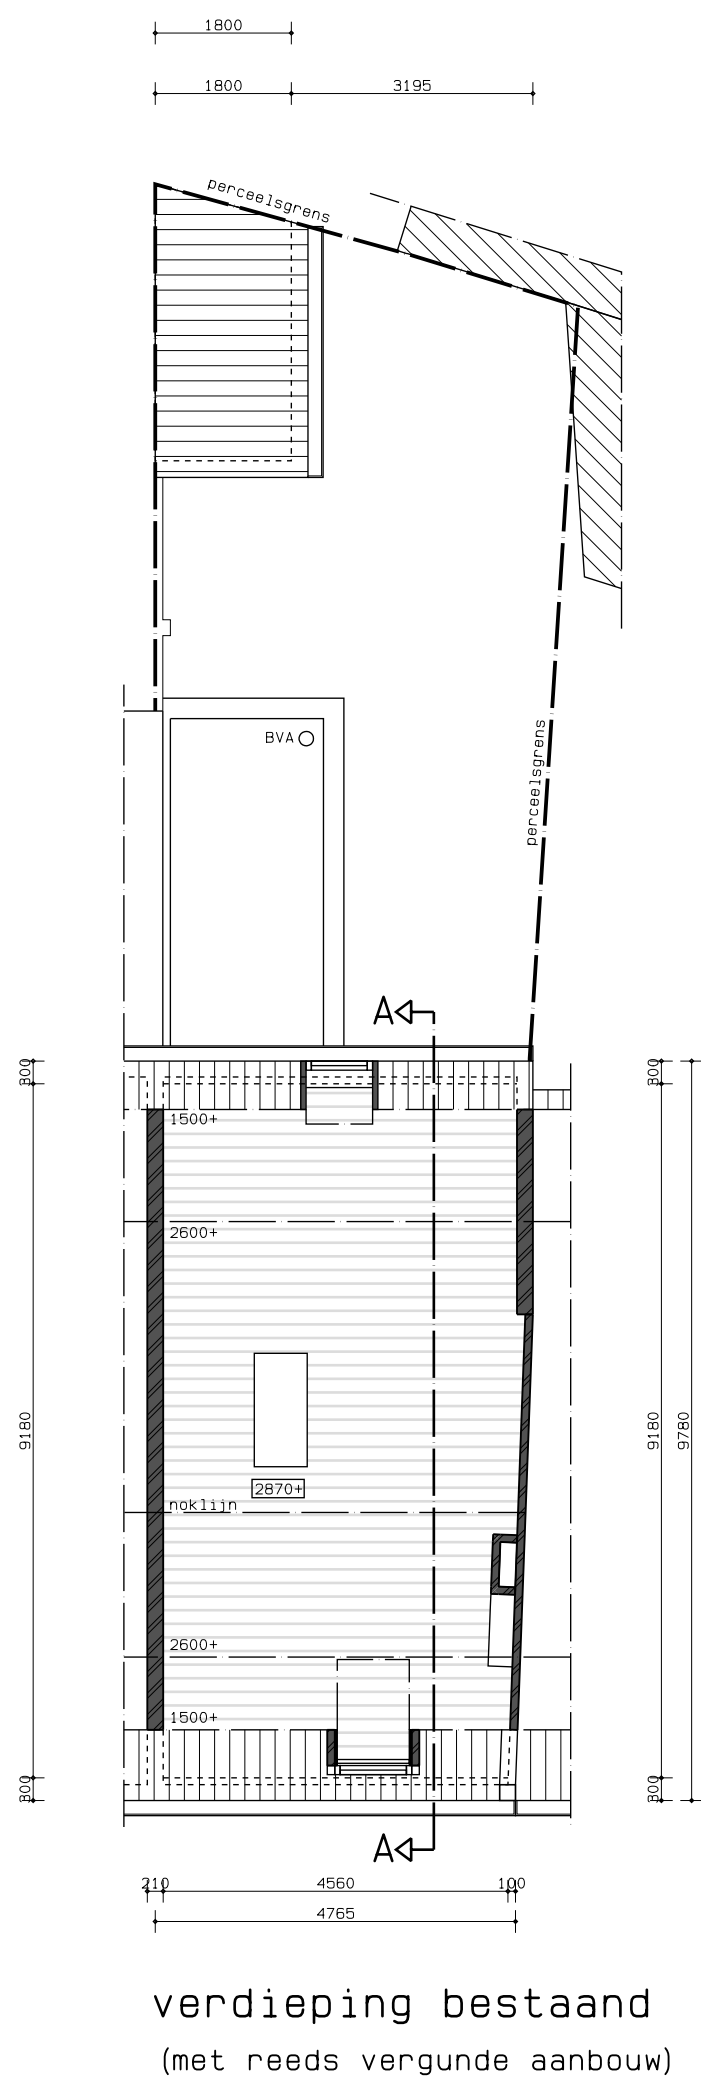 1800
1800 3195
perceelsgrens
BVA
perceelsgrens
A
300 300
1500+
2600+
9180 9180 9780
2870+
noklijn
2600+
1500+
300 300
A
210 4560 100
4765
verdieping bestaand
(met reeds vergunde aanbouw)